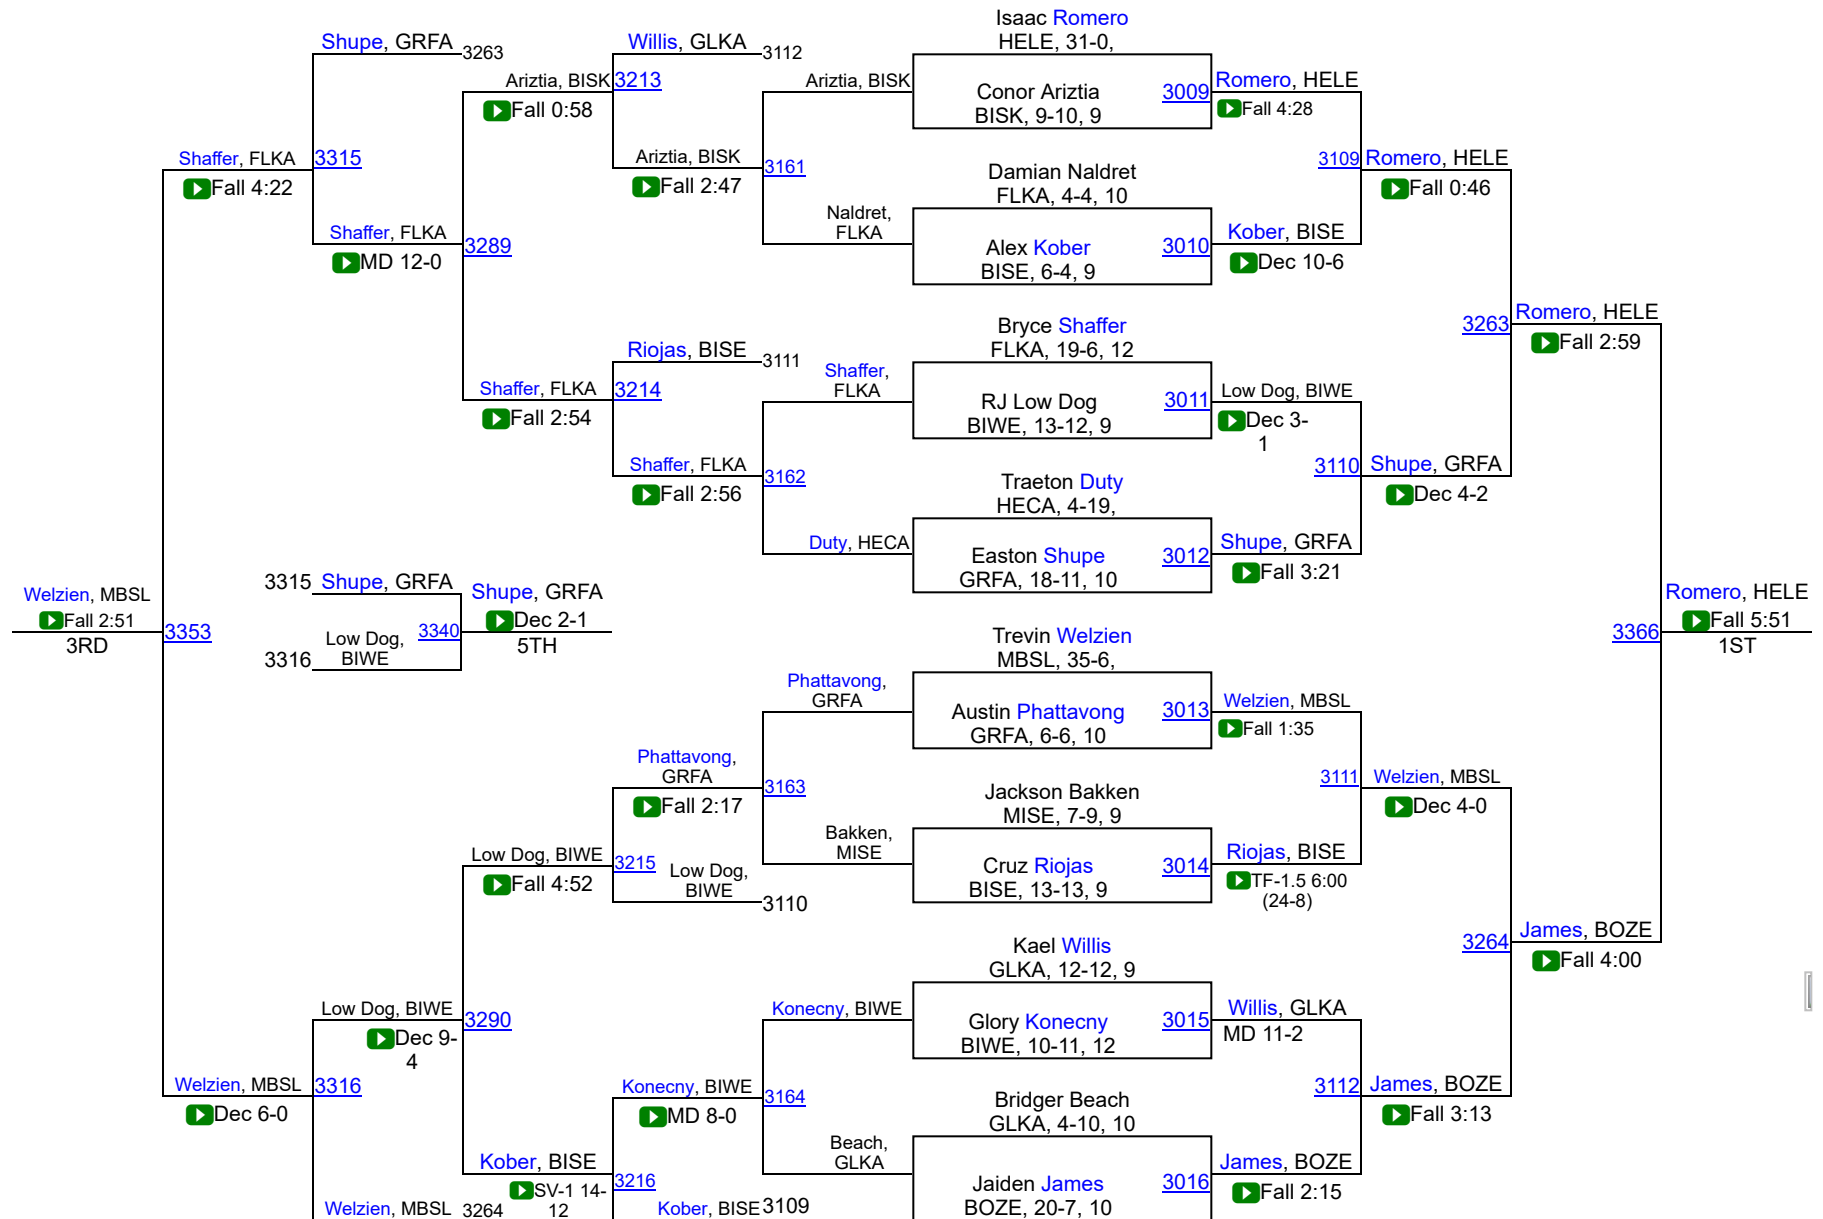 Isaac Romero
HELE, 31-0,
Shupe, GRFA
3263
Willis, GLKA
3112
Ariztia, BISK
3213
Fall 0:58
Ariztia, BISK
Conor Ariztia
BISK, 9-10, 9
3009
Romero, HELE
Fall 4:28
Shaffer, FLKA
3315
Fall 4:22
Ariztia, BISK
3161
Fall 2:47
Damian Naldret
FLKA, 4-4, 10
3109
Romero, HELE
Fall 0:46
Shaffer, FLKA
3289
MD 12-0
Naldret,
FLKA
Alex Kober
BISE, 6-4, 9
3010
Kober, BISE
Dec 10-6
Bryce Shaffer
FLKA, 19-6, 12
3263
Romero, HELE
Fall 2:59
Riojas, BISE
3111
Shaffer, FLKA
3214
Fall 2:54
Shaffer,
FLKA
RJ Low Dog
BIWE, 13-12, 9
3011
Low Dog, BIWE
Dec 3-
1
Shaffer, FLKA
3162
Fall 2:56
Traeton Duty
HECA, 4-19,
3110
Shupe, GRFA
Dec 4-2
Duty, HECA
Easton Shupe
GRFA, 18-11, 10
3012
Shupe, GRFA
Fall 3:21
Welzien, MBSL
Fall 2:51
3RD
3353
3315
Shupe, GRFA
3316
Low Dog,
BIWE
3340
Shupe, GRFA
Dec 2-1
5TH
Trevin Welzien
MBSL, 35-6,
3366
Romero, HELE
Fall 5:51
1ST
Phattavong,
GRFA
Austin Phattavong
GRFA, 6-6, 10
3013
Welzien, MBSL
Fall 1:35
Phattavong,
GRFA
3163
Fall 2:17
Jackson Bakken
MISE, 7-9, 9
3111
Welzien, MBSL
Dec 4-0
Low Dog, BIWE
3215
Fall 4:52
Low Dog,
BIWE
3110
Bakken,
MISE
Cruz Riojas
BISE, 13-13, 9
3014
Riojas, BISE
TF-1.5 6:00
(24-8)
Kael Willis
GLKA, 12-12, 9
3264
James, BOZE
Fall 4:00
Low Dog, BIWE
3290
Dec 9-
4
Konecny, BIWE
Glory Konecny
BIWE, 10-11, 12
3015
Willis, GLKA
MD 11-2
Welzien, MBSL
3316
Dec 6-0
Konecny, BIWE
3164
MD 8-0
Bridger Beach
GLKA, 4-10, 10
3112
James, BOZE
Fall 3:13
Kober, BISE
3216
SV-1 14-
12
Beach,
GLKA
Jaiden James
BOZE, 20-7, 10
3016
James, BOZE
Fall 2:15
Welzien, MBSL
3264
Kober, BISE
3109